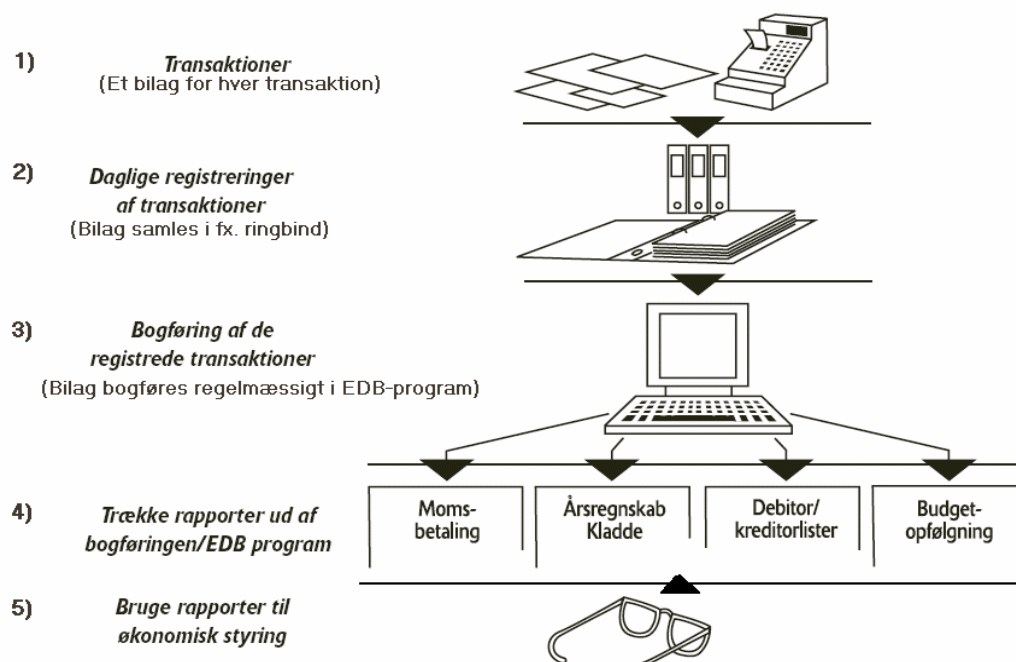 1) Transaktioner
(Et bilag for hver transaktion)
2) Daglige registreringer
af transaktioner
(Bilag samles i fx. ringbind)
3) Bogføring af de
registrede transaktioner
(Bilag bogføres regelmæssigt i EDB-program)
4) Trække rapporter ud af
bogføringen/EDB program
Moms-
betaling
Årsregnskab
Kladde
Debitor/
kreditorlister
Budget-
opfølgning
5) Bruge rapporter til
økonomisk styring